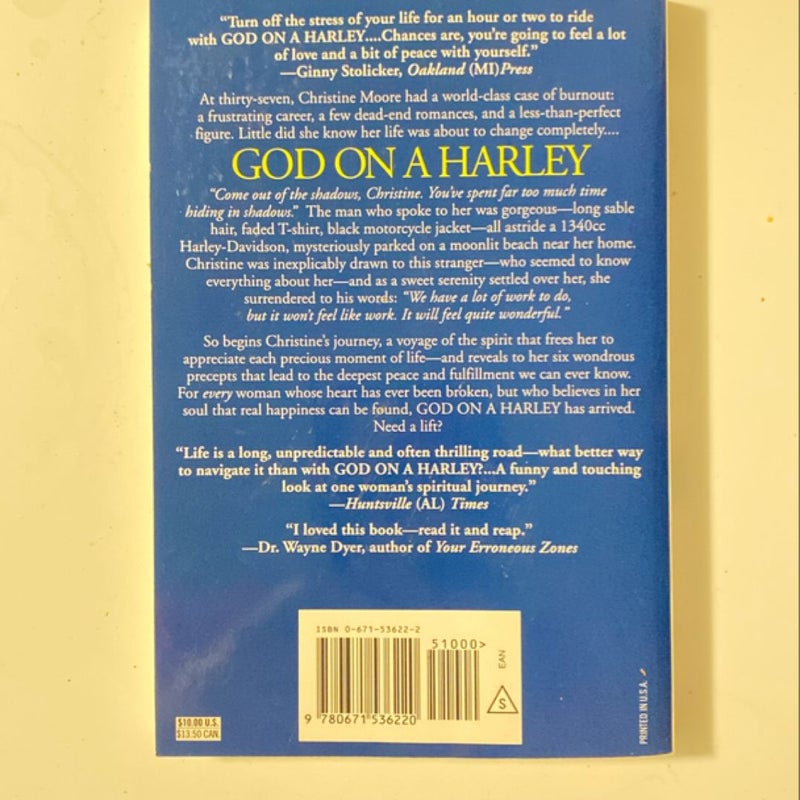 “Turn off the stress of your life for an hour or two to ride
with GOD ON A HARLEY....Chances are, you’re going to feel a lot
of love and a bit of peace with yourself.”
—Ginny Stolicker, Oakland (MI) Press
At thirty-seven, Christine Moore had a world-class case of burnout:
a frustrating career, a few dead-end romances, and a less-than-perfect
figure. Little did she know her life was about to change completely....
GOD ON A HARLEY
“Come out of the shadows, Christine. You’ve spent far too much time
hiding in shadows.” The man who spoke to her was gorgeous—long sable
hair, faded T-shirt, black motorcycle jacket—all astride a 1340cc
Harley-Davidson, mysteriously parked on a moonlit beach near her home.
Christine was inexplicably drawn to this stranger—who seemed to know
everything about her—and as a sweet serenity settled over her, she
surrendered to his words: “We have a lot of work to do,
but it won’t feel like work. It will feel quite wonderful.”
So begins Christine’s journey, a voyage of the spirit that frees her to
appreciate each precious moment of life—and reveals to her six wondrous
precepts that lead to the deepest peace and fulfillment we can ever know.
For every woman whose heart has ever been broken, but who believes in her
soul that real happiness can be found, GOD ON A HARLEY has arrived.
Need a lift?
“Life is a long, unpredictable and often thrilling road—what better way
to navigate it than with GOD ON A HARLEY?...A funny and touching
look at one woman’s spiritual journey.”
—Huntsville (AL) Times
“I loved this book—read it and reap.”
—Dr. Wayne Dyer, author of Your Erroneous Zones
ISBN 0-671-53622-2
51000>
EAN
S
9 780671 536220
$10.00 U.S.
$13.50 CAN.
PRINTED IN U.S.A.